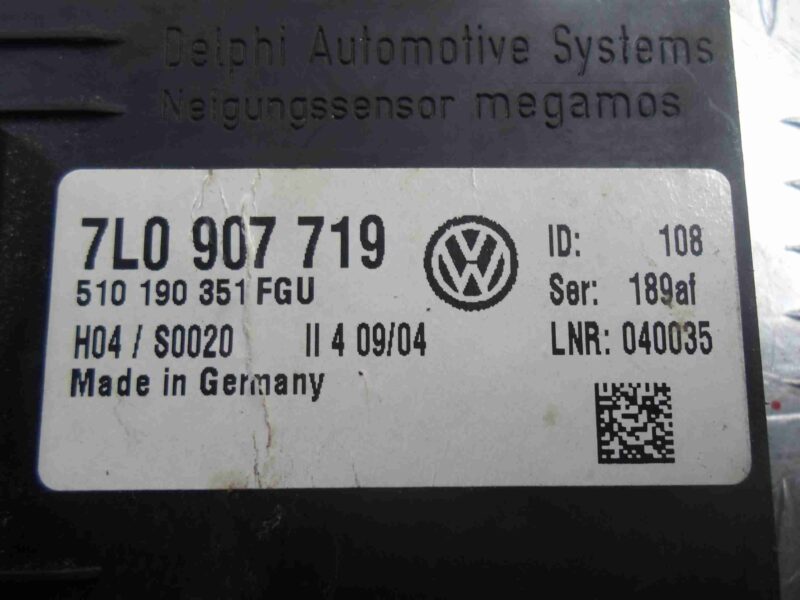 Delphi Automotive Systems
Neigungssensor megamos
7L0 907 719
510 190 351 FGU
H04 / S0020 II 4 09/04
Made in Germany
ID: 108
Ser: 189af
LNR: 040035